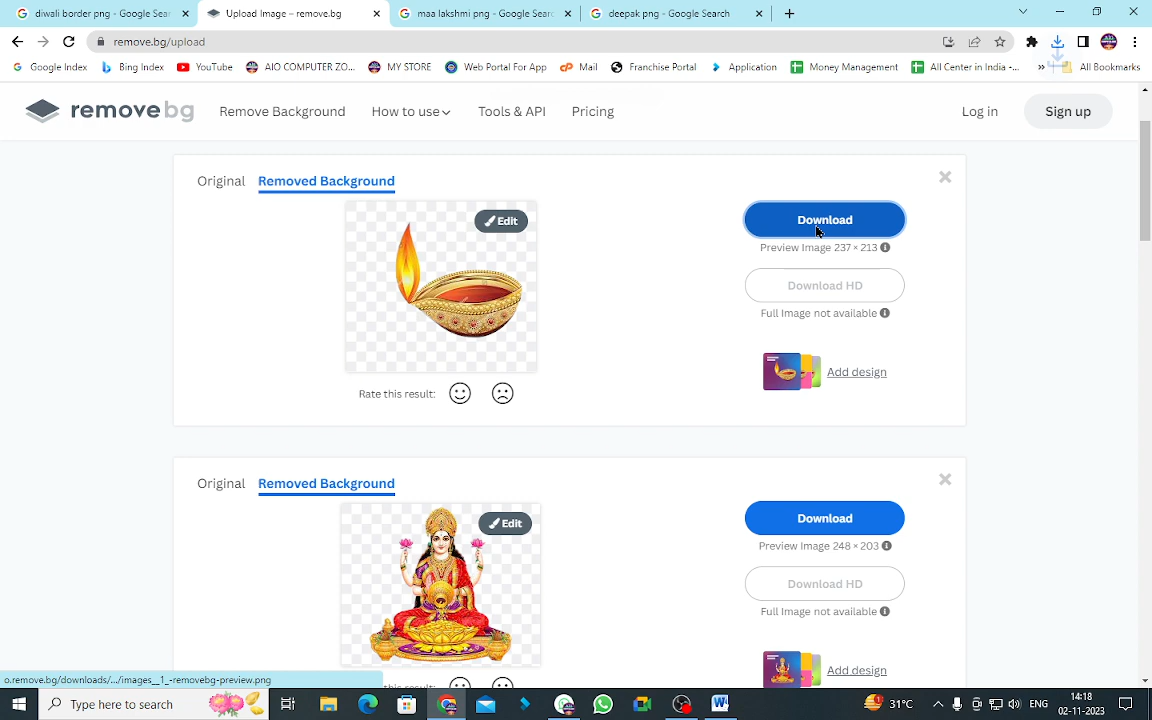 diwali border png - Google Sear
Upload Image – remove.bg
maa lakshmi png - Google Searc
deepak png - Google Search
remove.bg/upload
Google Index
Bing Index
YouTube
AIO COMPUTER ZO...
MY STORE
Web Portal For App
Mail
Franchise Portal
Application
Money Management
All Center in India -...
»
All Bookmarks
removebg
Remove Background
How to use
Tools & API
Pricing
Log in
Sign up
Original
Removed Background
Edit
Download
Preview Image 237 × 213
Download HD
Full Image not available
Add design
Rate this result:
Original
Removed Background
Edit
Download
Preview Image 248 × 203
Download HD
Full Image not available
Add design
this result:
o.remove.bg/downloads/.../images__1_-removebg-preview.png
Type here to search
31°C
ENG
14:18
02-11-2023